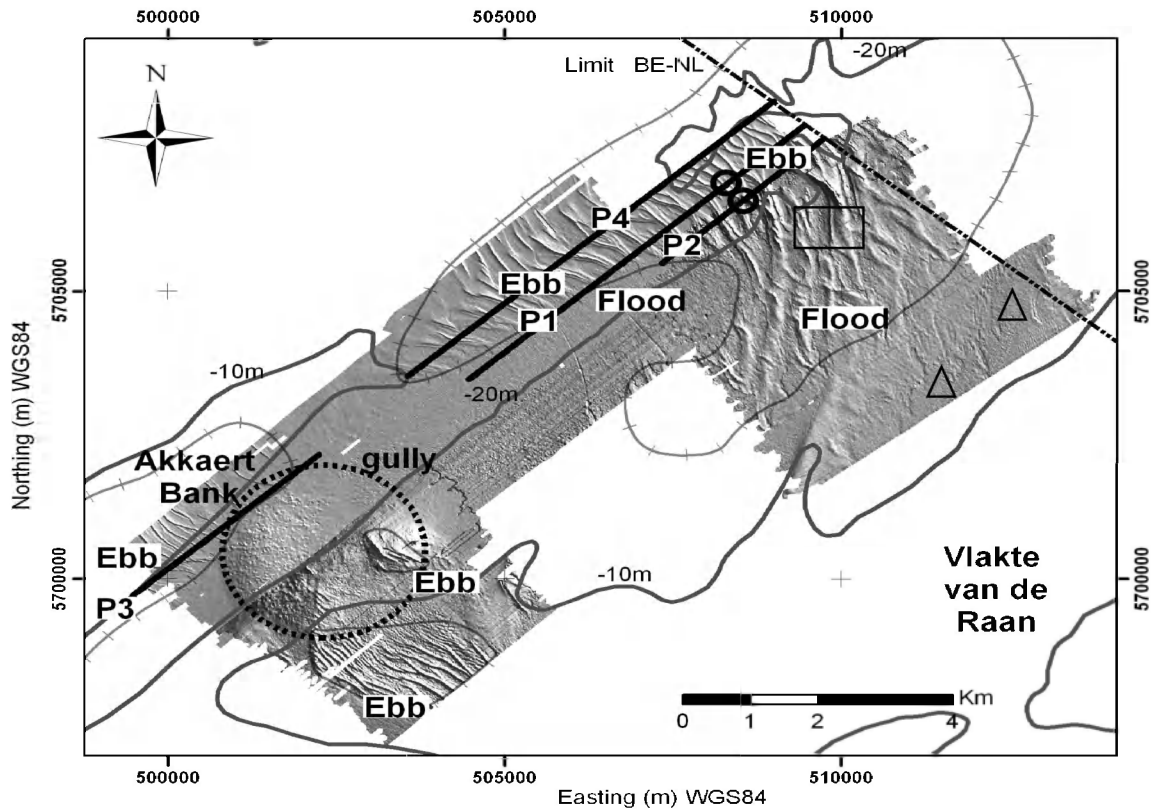 500000
505000
510000
Limit BE-NL
-20m
N
Ebb
P4
P2
5705000
Ebb
Flood
5705000
P1
Flood
-10m
-20m
Northing (m) WGS84
Akkaert
Bank
gully
Ebb
Ebb
-10m
Vlakte
van de
Raan
5700000
5700000
P3
Ebb
Km
0
1
2
4
500000
505000
510000
Easting (m) WGS84